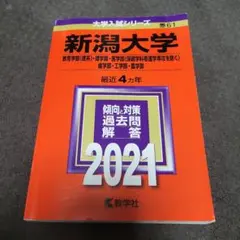 大学入試シリーズ
61
新潟大学
教育学部〈理系〉・理学部・医学部〈保健学科看護学専攻を除く〉
歯学部・工学部・農学部
最近4カ年
傾向と対策
過去問
解答
2021
教学社